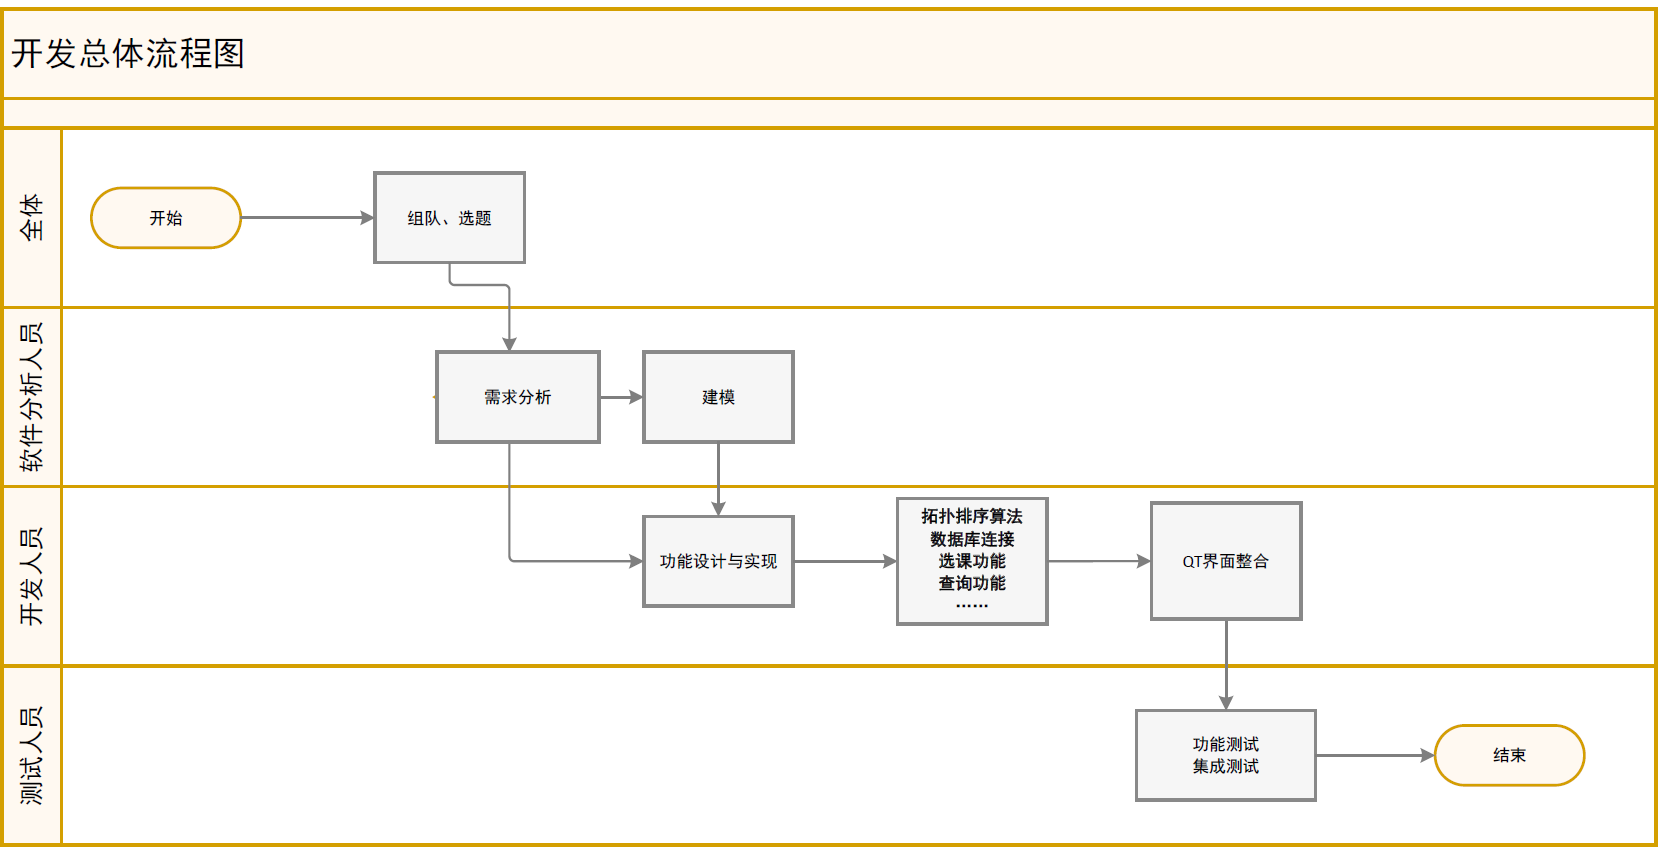 开发总体流程图
全体
开始
组队、选题
软件分析人员
需求分析
建模
开发人员
功能设计与实现
拓扑排序算法
数据库连接
选课功能
查询功能
……
QT界面整合
测试人员
功能测试
集成测试
结束